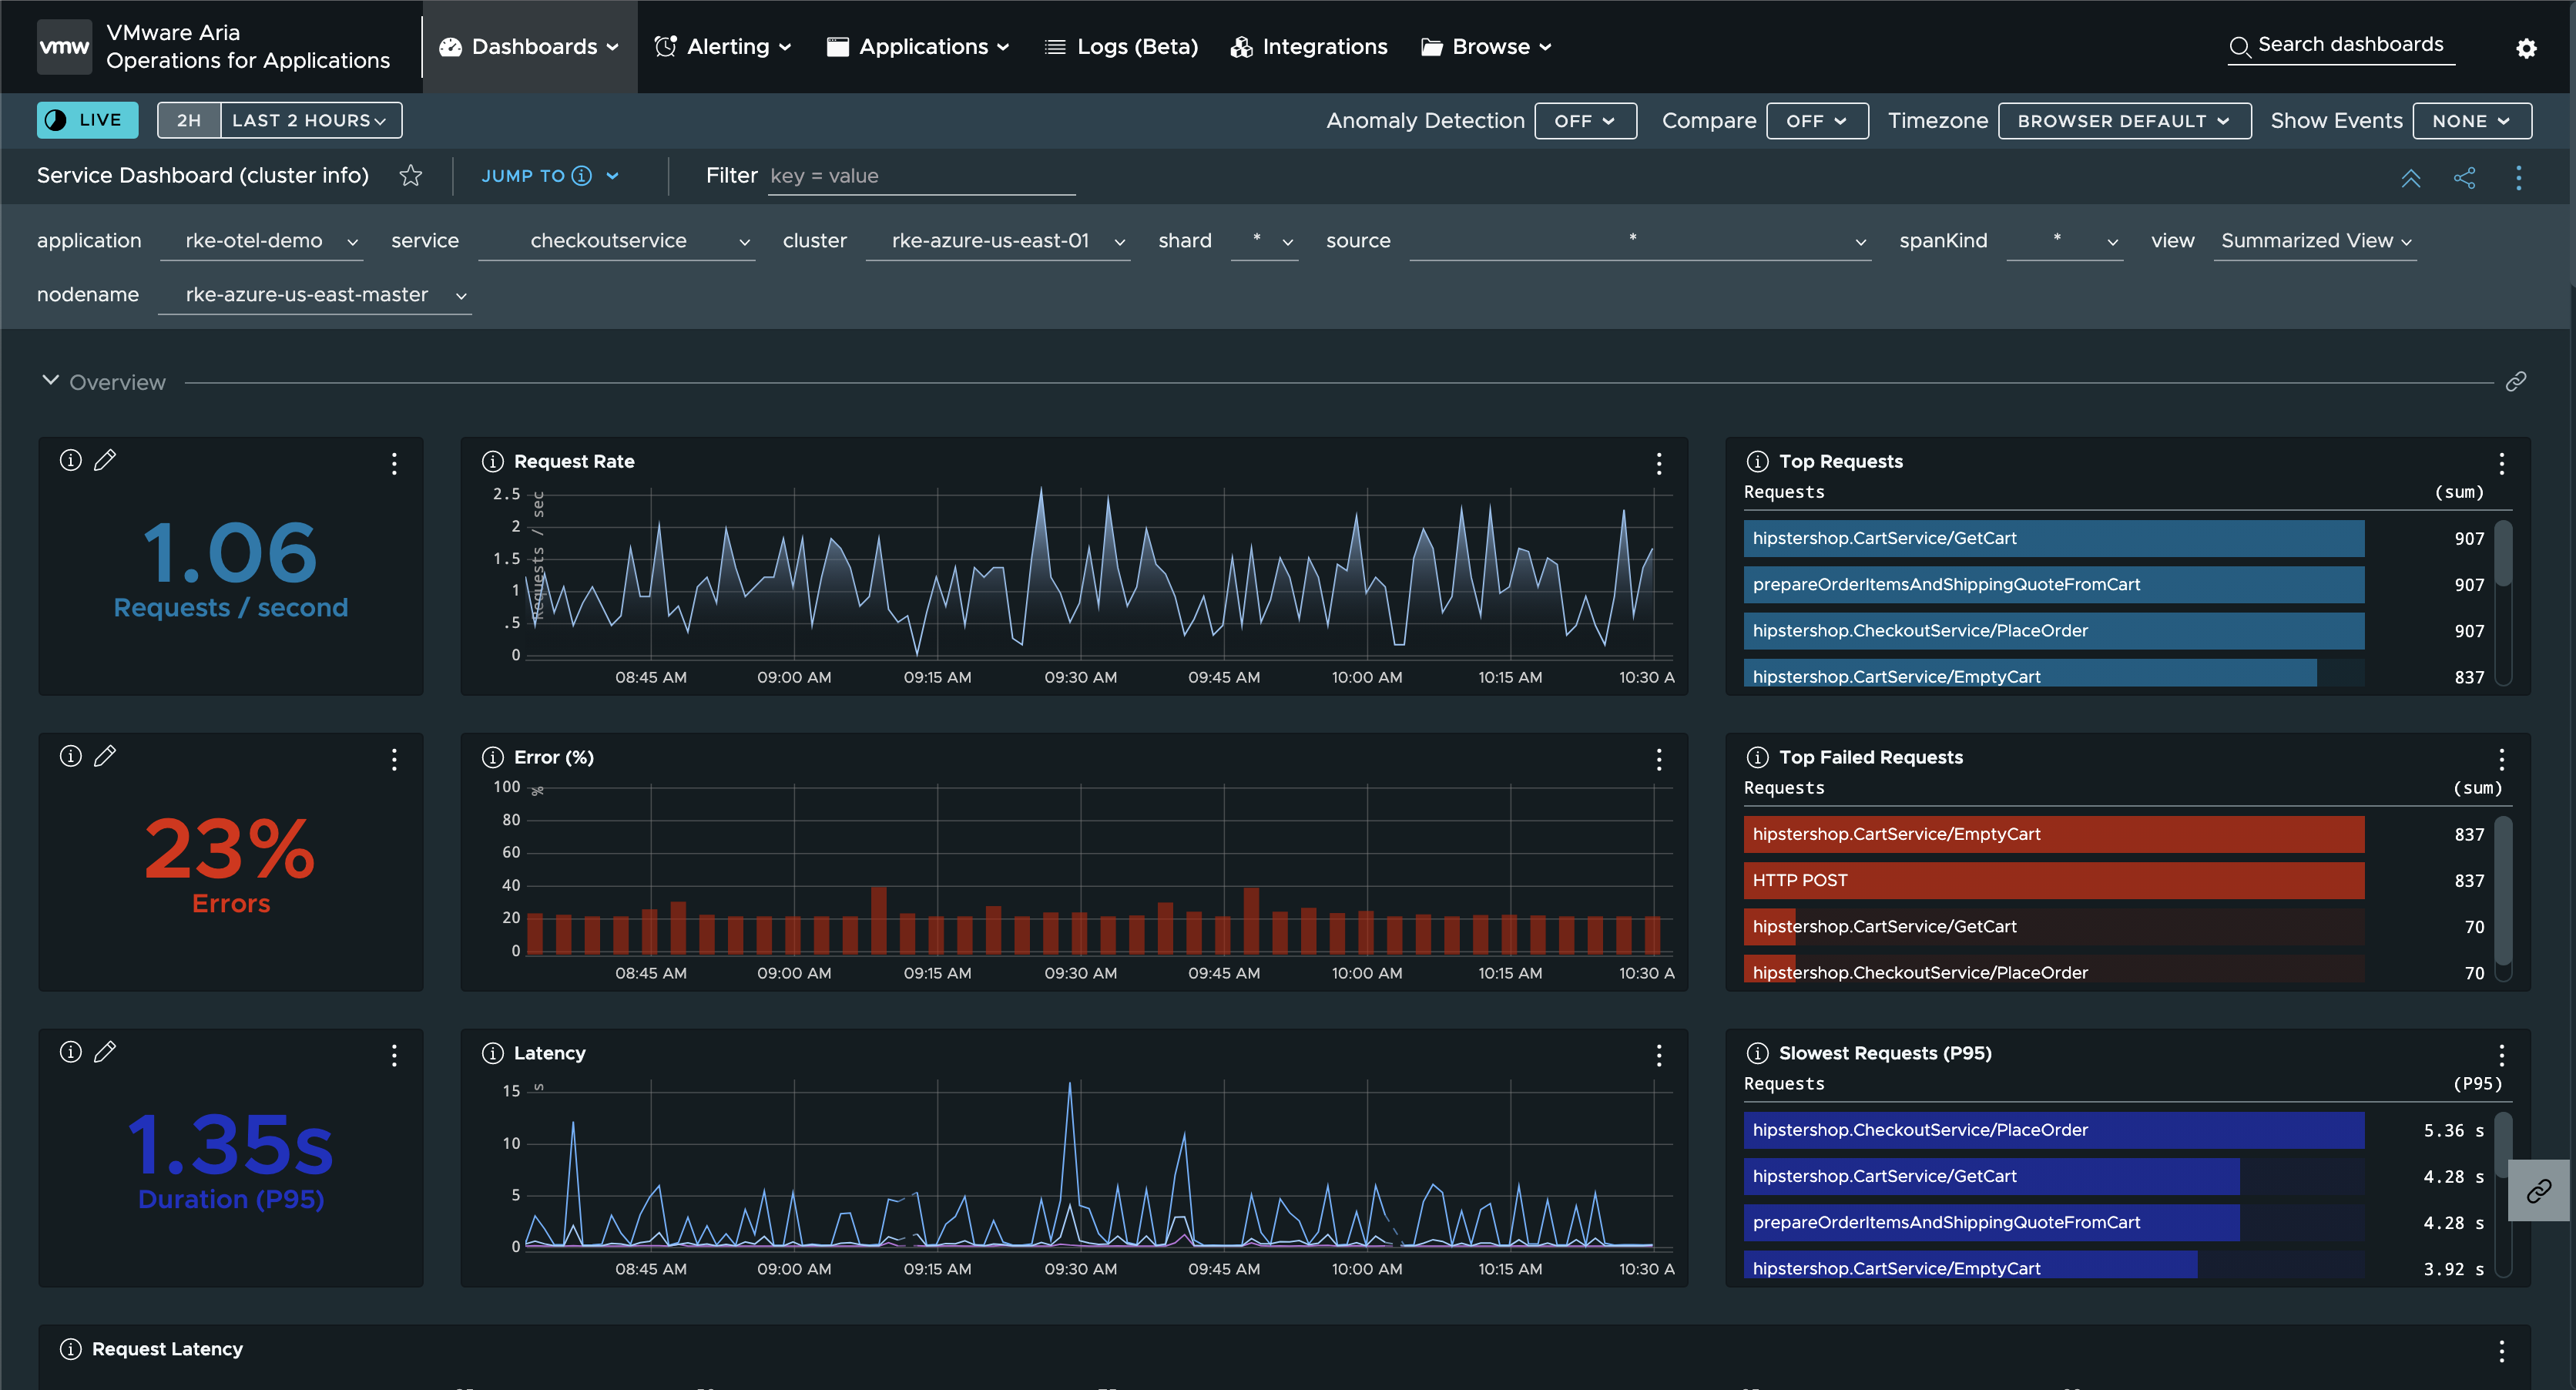 vmw
VMware Aria
Operations for Applications
Dashboards
Alerting
Applications
Logs (Beta)
Integrations
Browse
Search dashboards
LIVE
2H
LAST 2 HOURS
Anomaly Detection
OFF
Compare
OFF
Timezone
BROWSER DEFAULT
Show Events
NONE
Service Dashboard (cluster info)
JUMP TO
Filter key = value
application rke-otel-demo
service checkoutservice
cluster rke-azure-us-east-01
shard *
source *
spanKind *
view Summarized View
nodename rke-azure-us-east-master
Overview
1.06
Requests / second
Request Rate
Requests / sec
2.5
2
1.5
1
.5
0
08:45 AM 09:00 AM 09:15 AM 09:30 AM 09:45 AM 10:00 AM 10:15 AM 10:30 A
Top Requests
Requests (sum)
hipstershop.CartService/GetCart 907
prepareOrderItemsAndShippingQuoteFromCart 907
hipstershop.CheckoutService/PlaceOrder 907
hipstershop.CartService/EmptyCart 837
23%
Errors
Error (%)
%
100
80
60
40
20
0
08:45 AM 09:00 AM 09:15 AM 09:30 AM 09:45 AM 10:00 AM 10:15 AM 10:30 A
Top Failed Requests
Requests (sum)
hipstershop.CartService/EmptyCart 837
HTTP POST 837
hipstershop.CartService/GetCart 70
hipstershop.CheckoutService/PlaceOrder 70
1.35s
Duration (P95)
Latency
s
15
10
5
0
08:45 AM 09:00 AM 09:15 AM 09:30 AM 09:45 AM 10:00 AM 10:15 AM 10:30 A
Slowest Requests (P95)
Requests (P95)
hipstershop.CheckoutService/PlaceOrder 5.36 s
hipstershop.CartService/GetCart 4.28 s
prepareOrderItemsAndShippingQuoteFromCart 4.28 s
hipstershop.CartService/EmptyCart 3.92 s
Request Latency